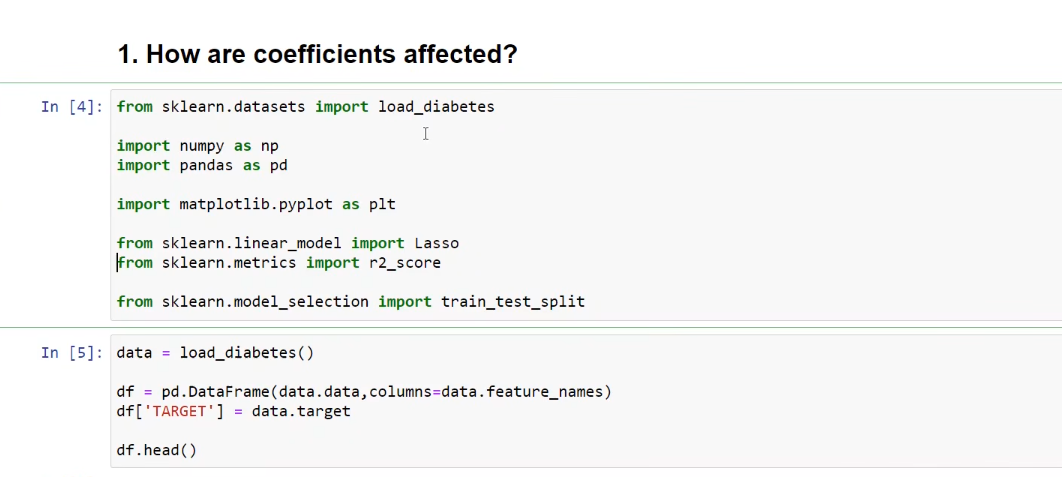 1. How are coefficients affected?
In [4]: from sklearn.datasets import load_diabetes
import numpy as np
import pandas as pd
import matplotlib.pyplot as plt
from sklearn.linear_model import Lasso
from sklearn.metrics import r2_score
from sklearn.model_selection import train_test_split
In [5]: data = load_diabetes()
df = pd.DataFrame(data.data,columns=data.feature_names)
df['TARGET'] = data.target
df.head()